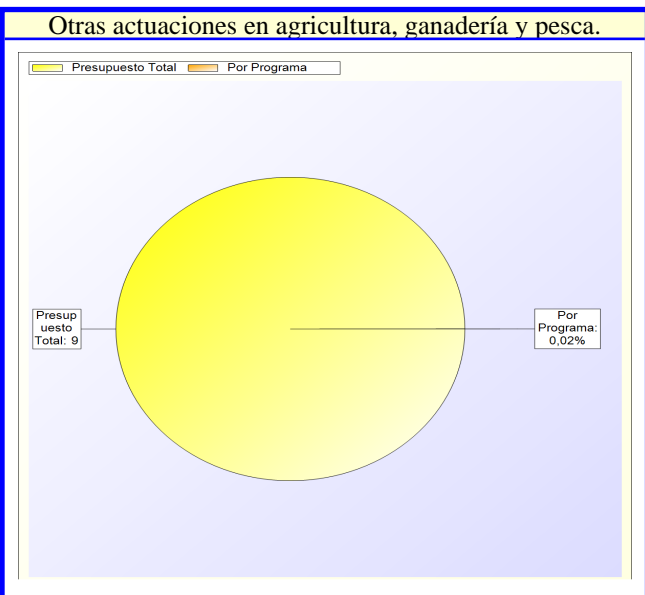 Otras actuaciones en agricultura, ganadería y pesca.
Presupuesto Total Por Programa
Presup
uesto
Total: 9
Por
Programa:
0,02%